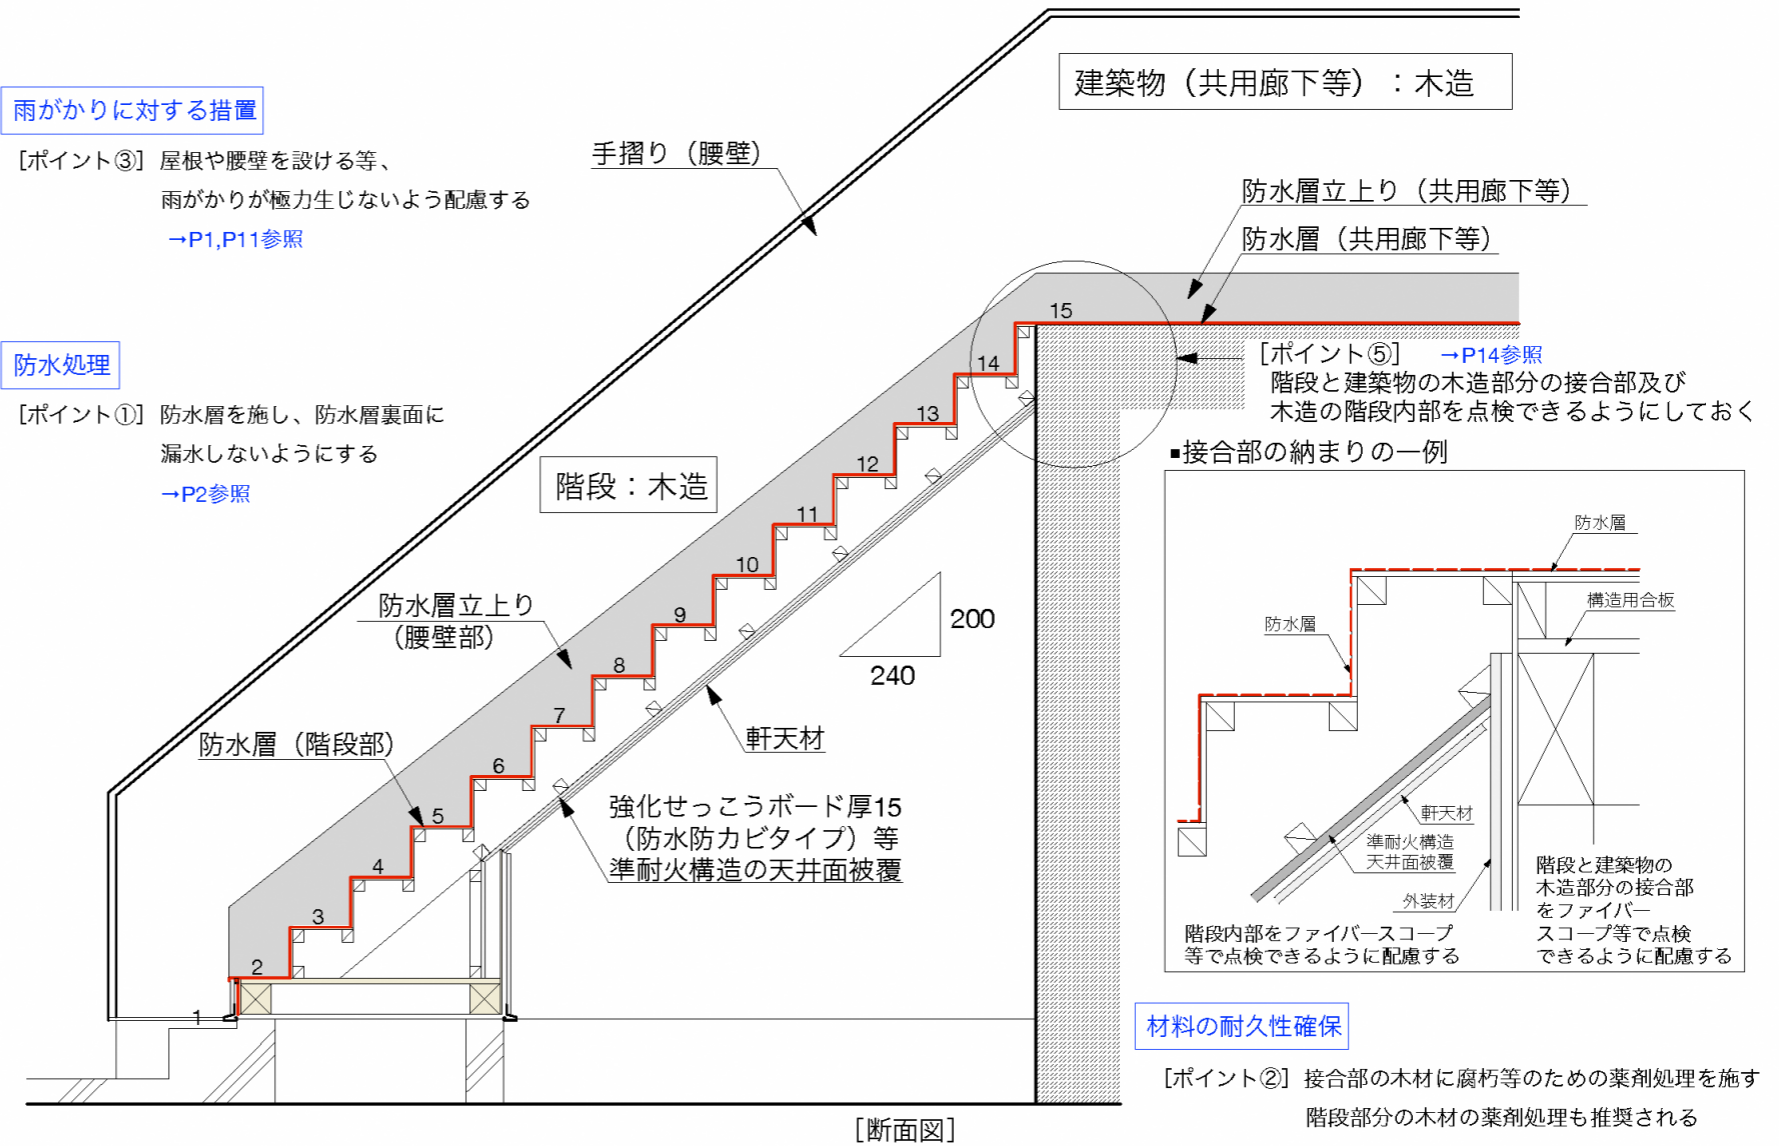 建築物（共用廊下等）：木造
雨がかりに対する措置
［ポイント③］屋根や腰壁を設ける等、
雨がかりが極力生じないよう配慮する
→P1,P11参照
手摺り（腰壁）
防水層立上り（共用廊下等）
防水層（共用廊下等）
防水処理
［ポイント①］防水層を施し、防水層裏面に
漏水しないようにする
→P2参照
階段：木造
［ポイント⑤］ →P14参照
階段と建築物の木造部分の接合部及び
木造の階段内部を点検できるようにしておく
15
14
13
12
11
10
9
8
7
6
5
4
3
2
1
防水層立上り
（腰壁部）
防水層（階段部）
200
240
軒天材
強化せっこうボード厚15
（防水防カビタイプ）等
準耐火構造の天井面被覆
■接合部の納まりの一例
防水層
構造用合板
防水層
軒天材
準耐火構造
天井面被覆
外装材
階段内部をファイバースコープ
等で点検できるように配慮する
階段と建築物の
木造部分の接合部
をファイバー
スコープ等で点検
できるように配慮する
材料の耐久性確保
［ポイント②］接合部の木材に腐朽等のための薬剤処理を施す
階段部分の木材の薬剤処理も推奨される
［断面図］